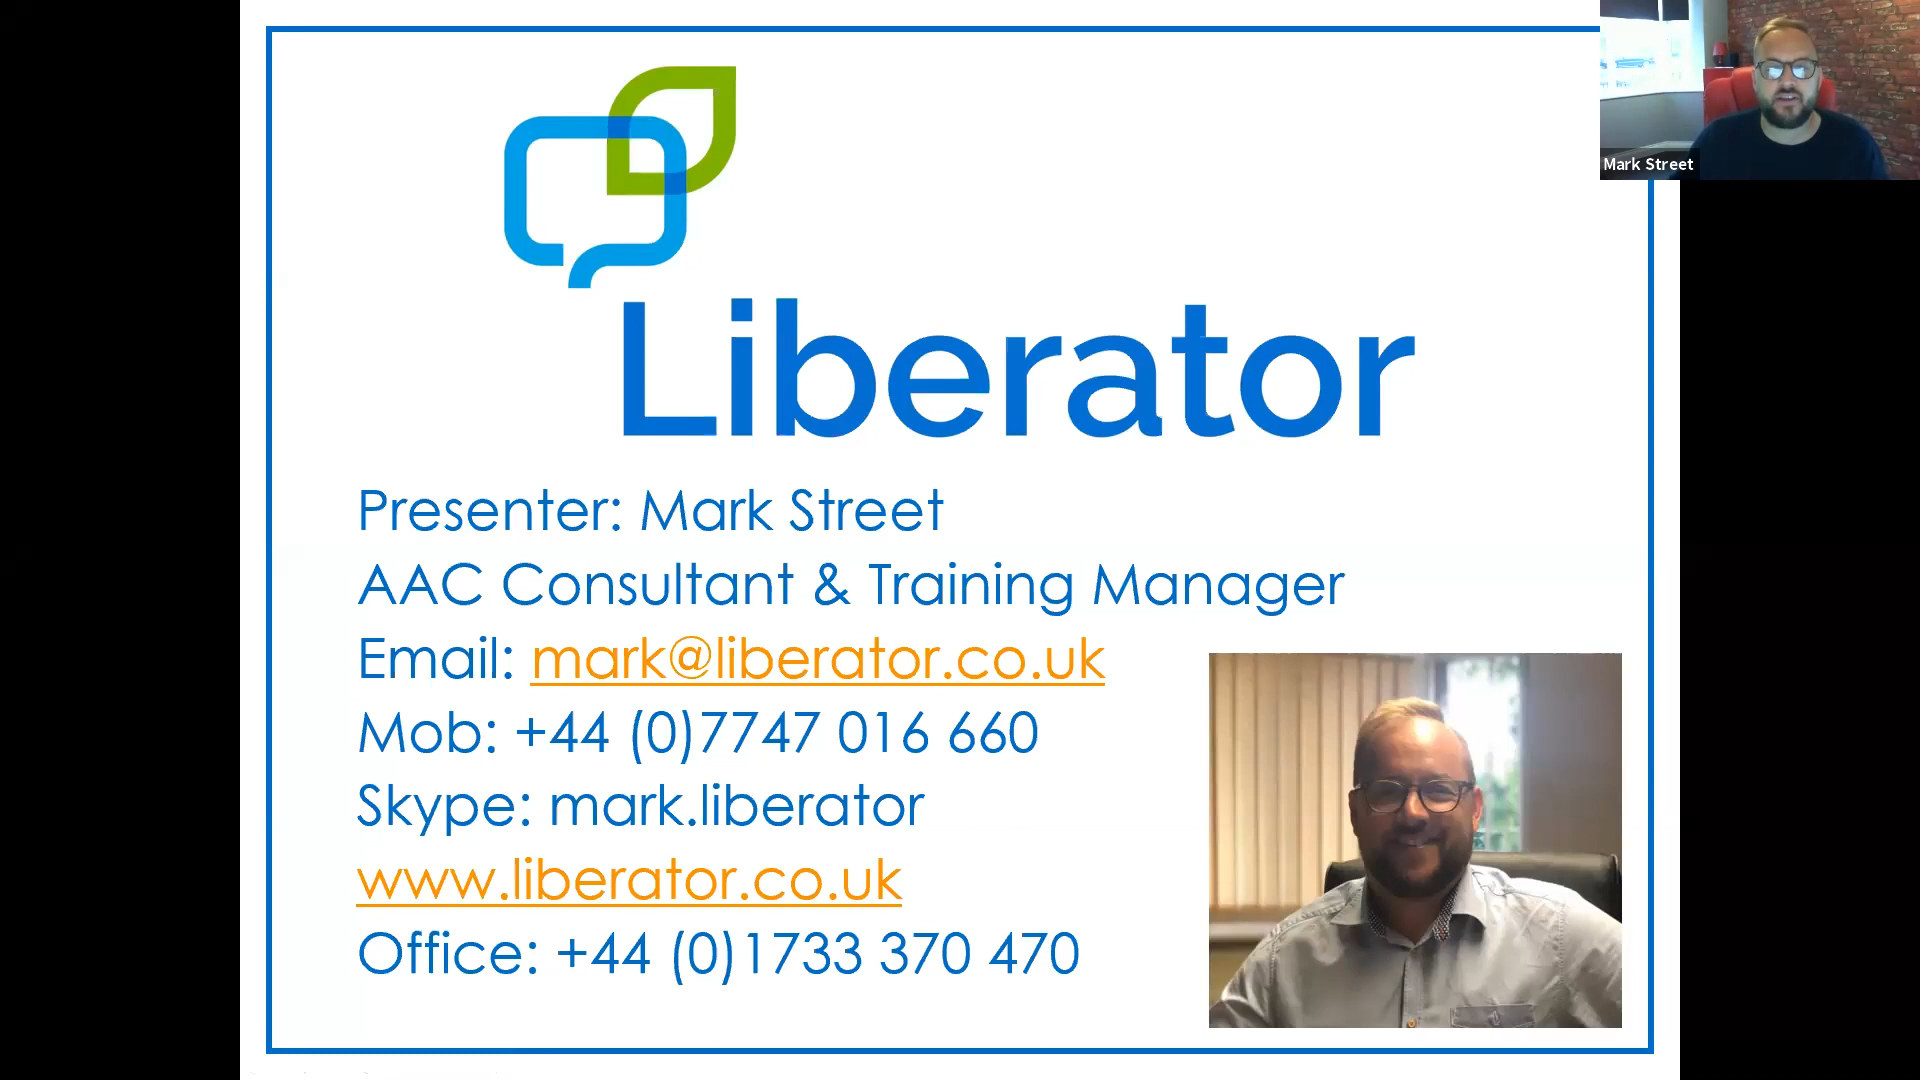 Mark Street
Liberator
Presenter: Mark Street
AAC Consultant & Training Manager
Email: mark@liberator.co.uk
Mob: +44 (0)7747 016 660
Skype: mark.liberator
www.liberator.co.uk
Office: +44 (0)1733 370 470